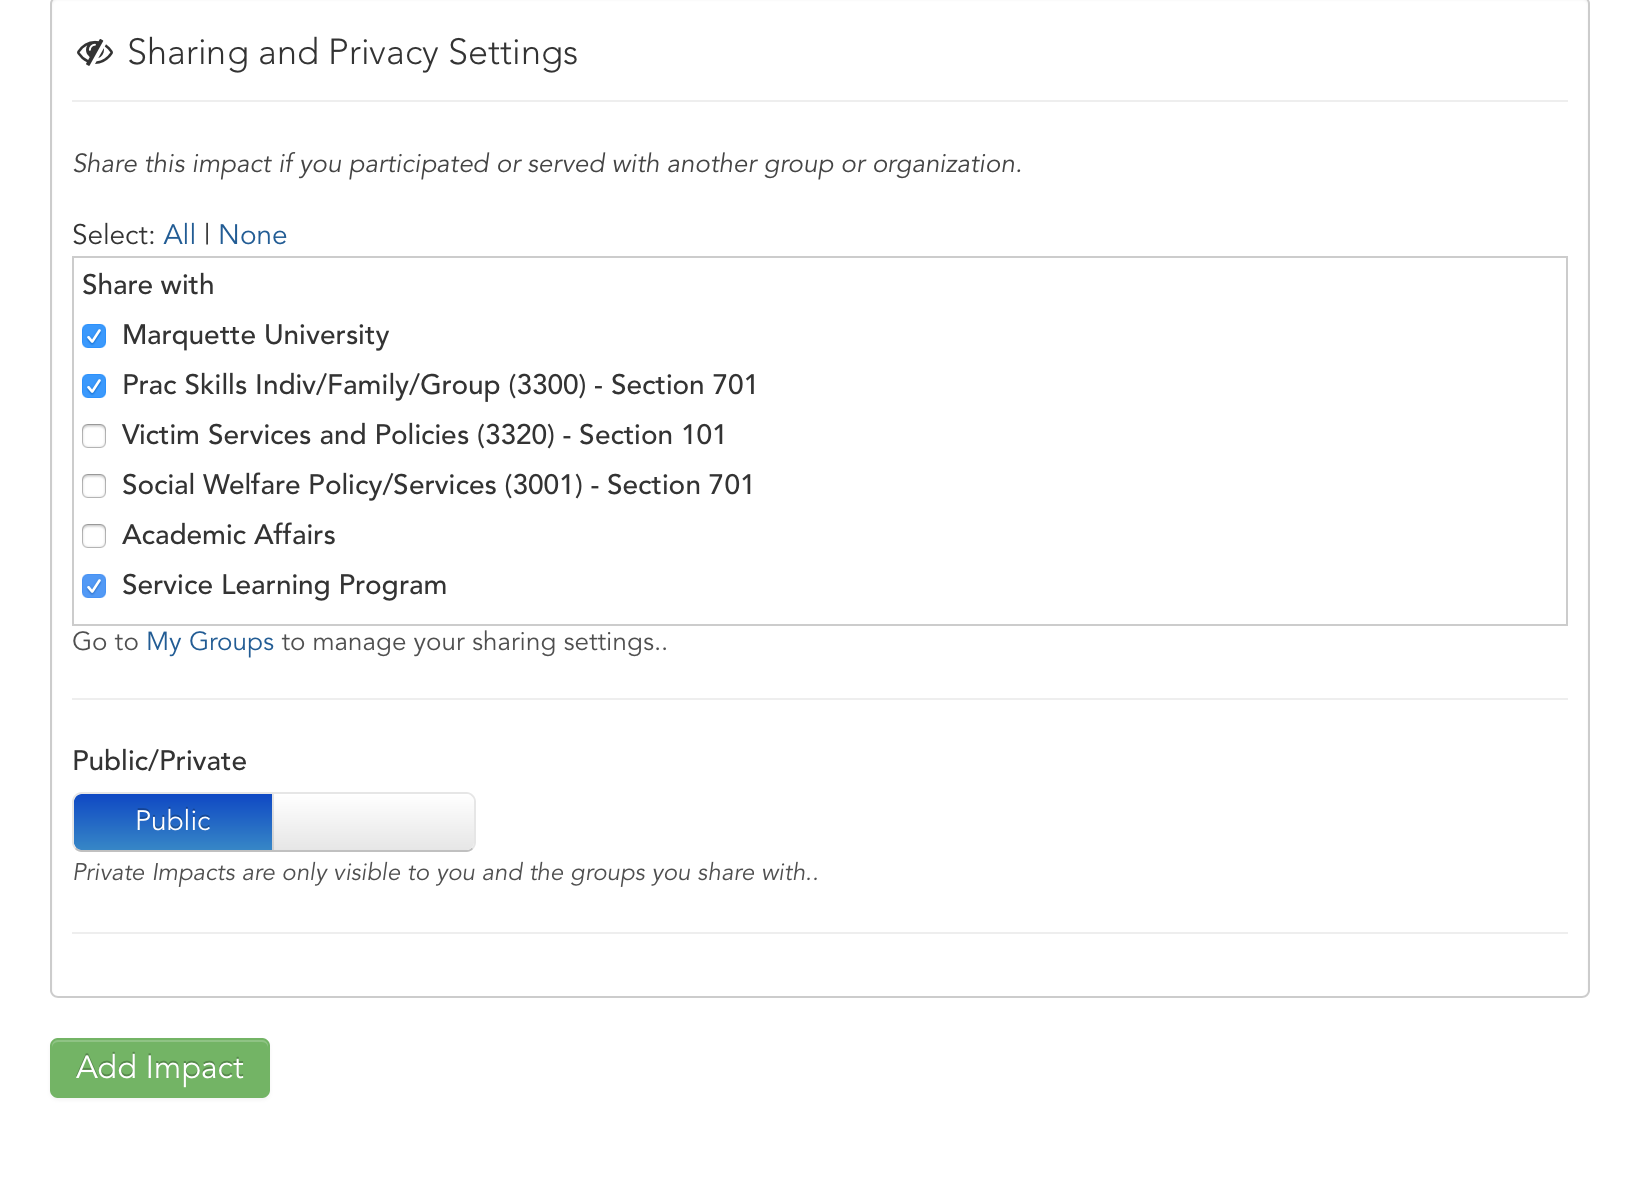 Sharing and Privacy Settings
Share this impact if you participated or served with another group or organization.
Select: All | None
Share with
Marquette University
Prac Skills Indiv/Family/Group (3300) - Section 701
Victim Services and Policies (3320) - Section 101
Social Welfare Policy/Services (3001) - Section 701
Academic Affairs
Service Learning Program
Go to My Groups to manage your sharing settings..
Public/Private
Public
Private Impacts are only visible to you and the groups you share with..
Add Impact